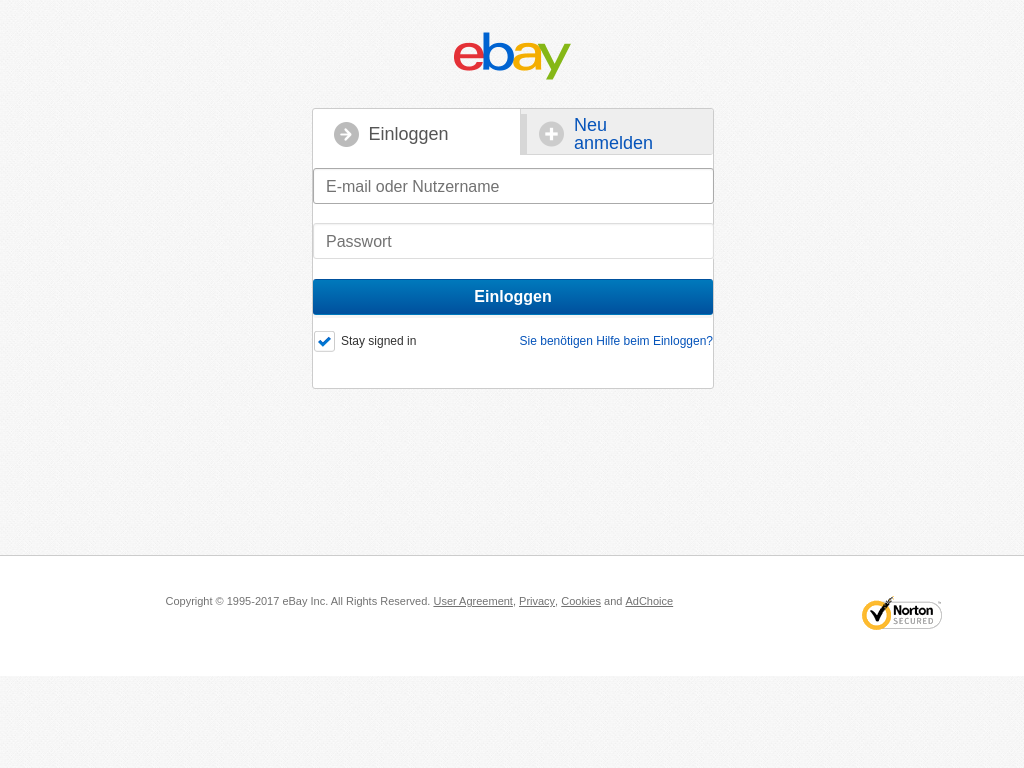 ebay
Einloggen
Neu
anmelden
E-mail oder Nutzername
Passwort
Einloggen
Stay signed in
Sie benötigen Hilfe beim Einloggen?
Copyright © 1995-2017 eBay Inc. All Rights Reserved. User Agreement, Privacy, Cookies and AdChoice
Norton
SECURED